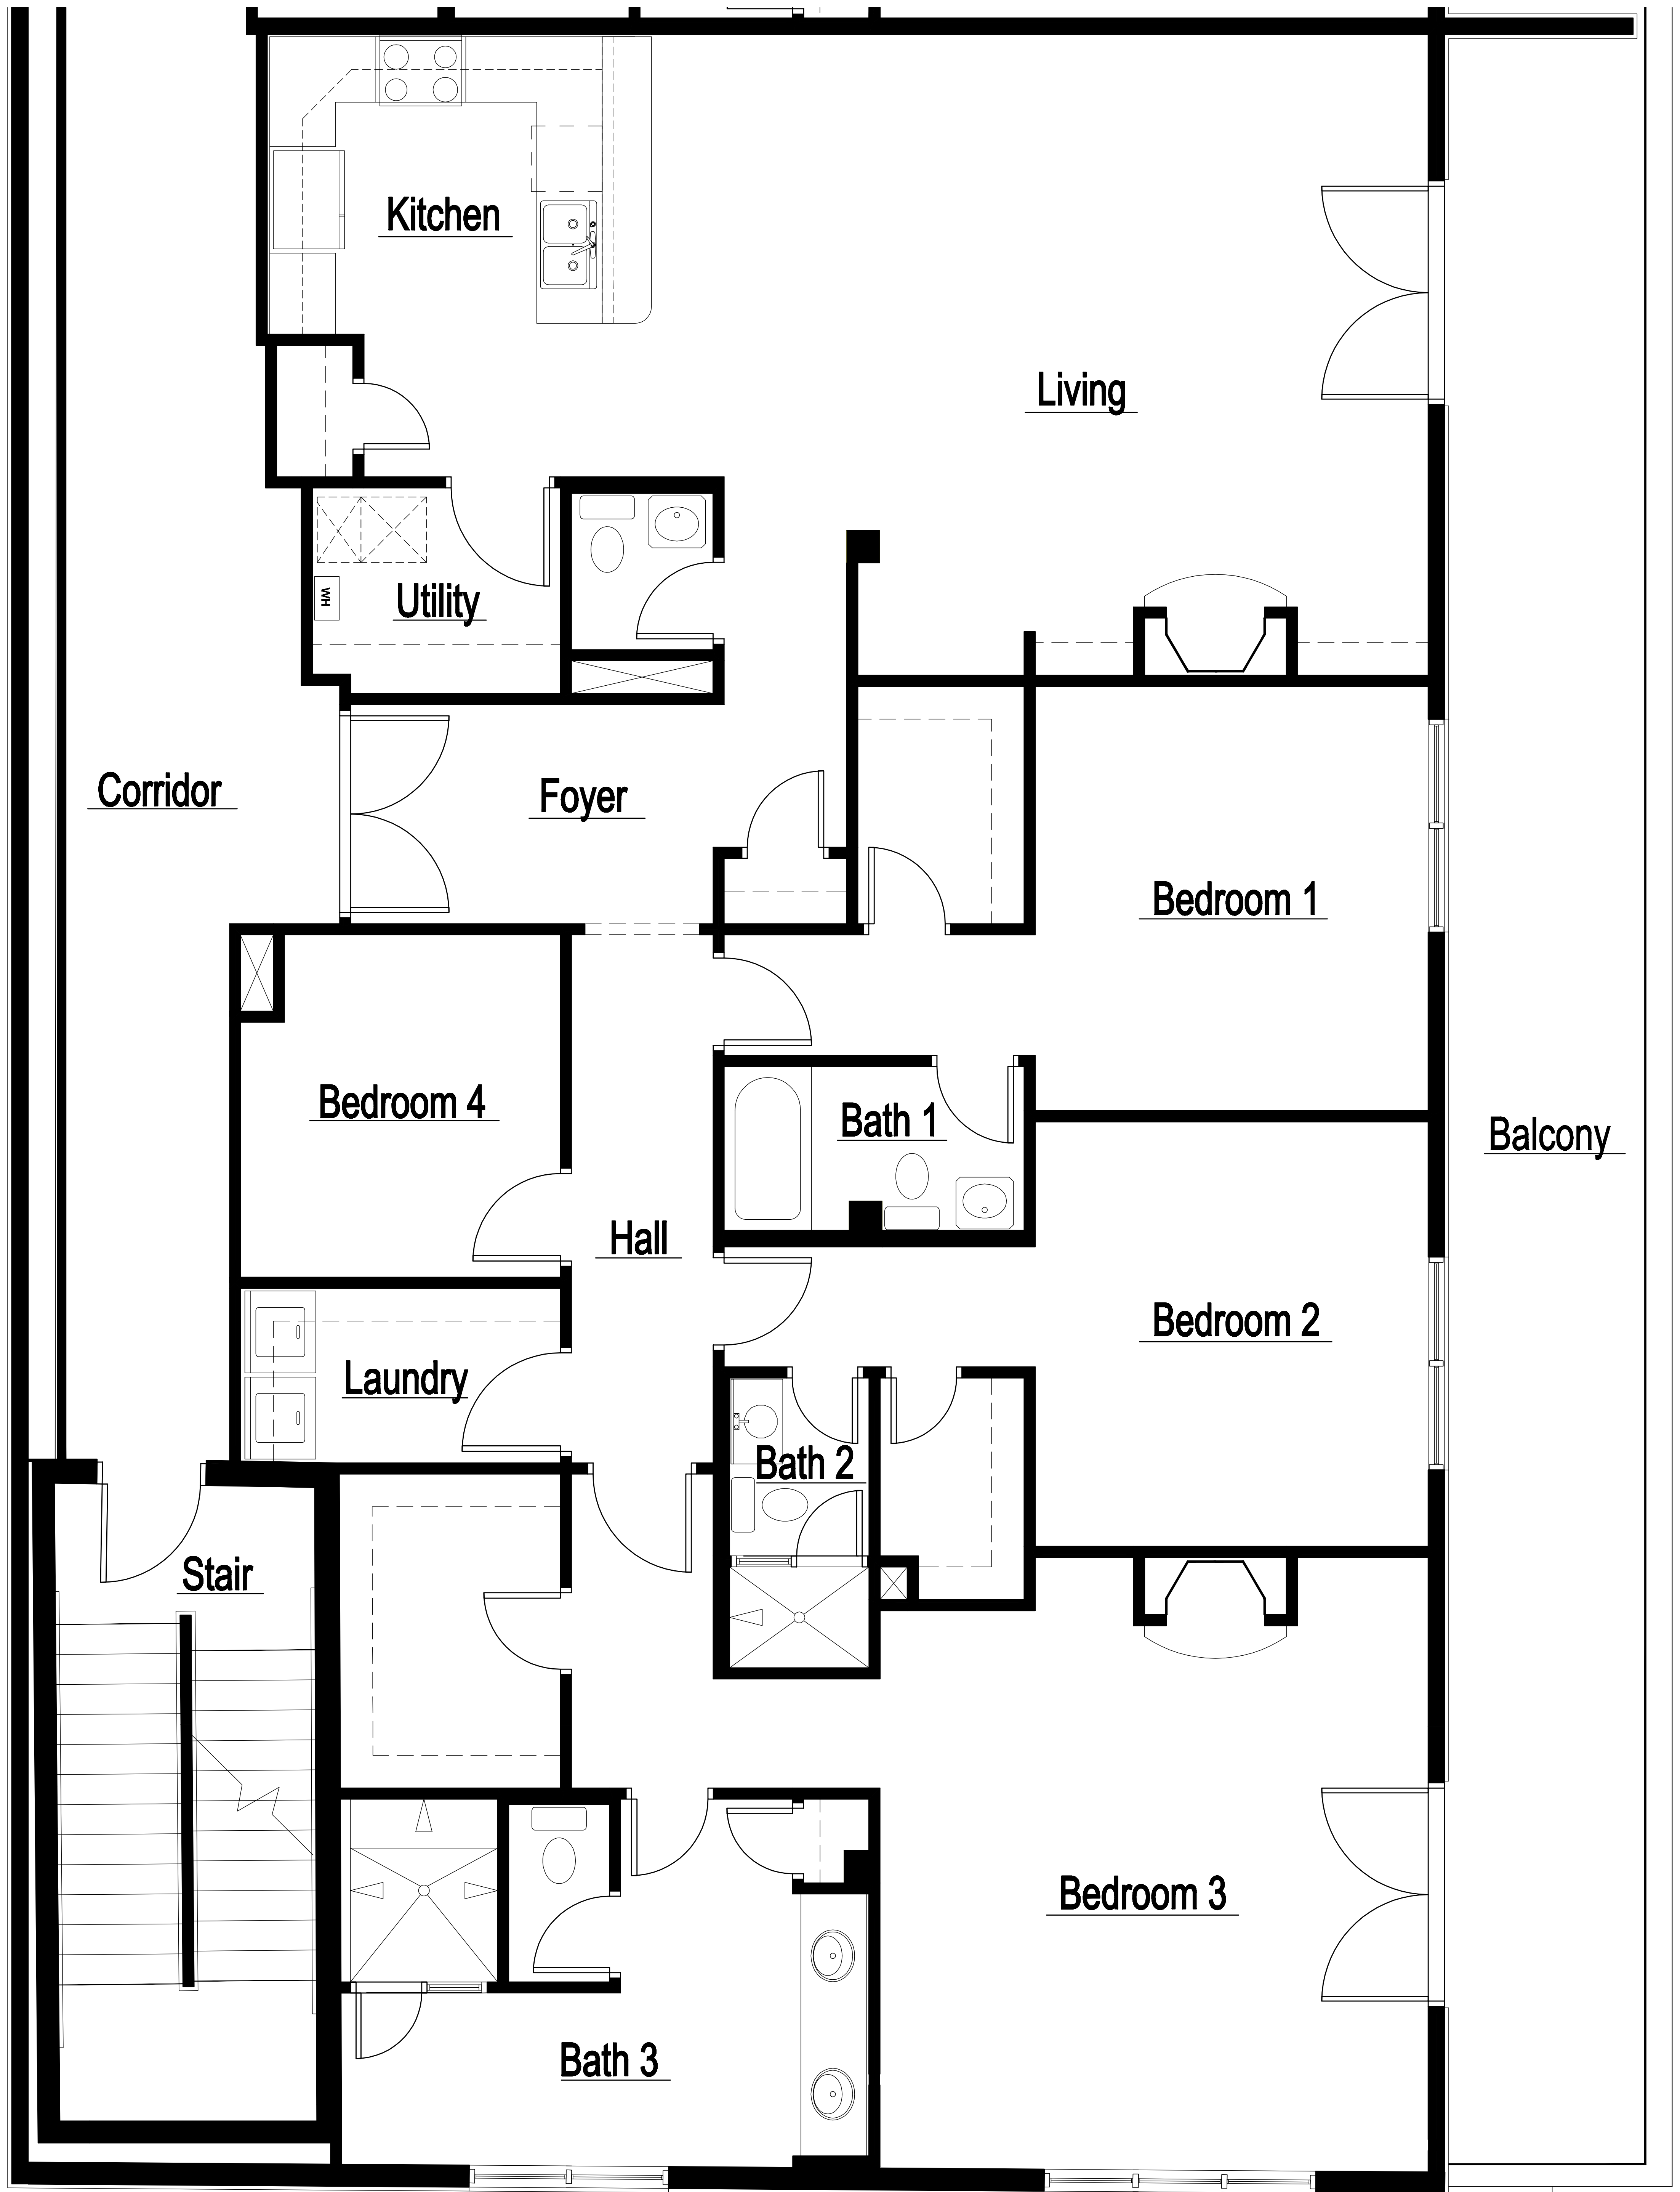 Kitchen
Living
Utility
WH
Corridor
Foyer
Bedroom 1
Bedroom 4
Bath 1
Balcony
Hall
Bedroom 2
Laundry
Bath 2
Stair
Bedroom 3
Bath 3